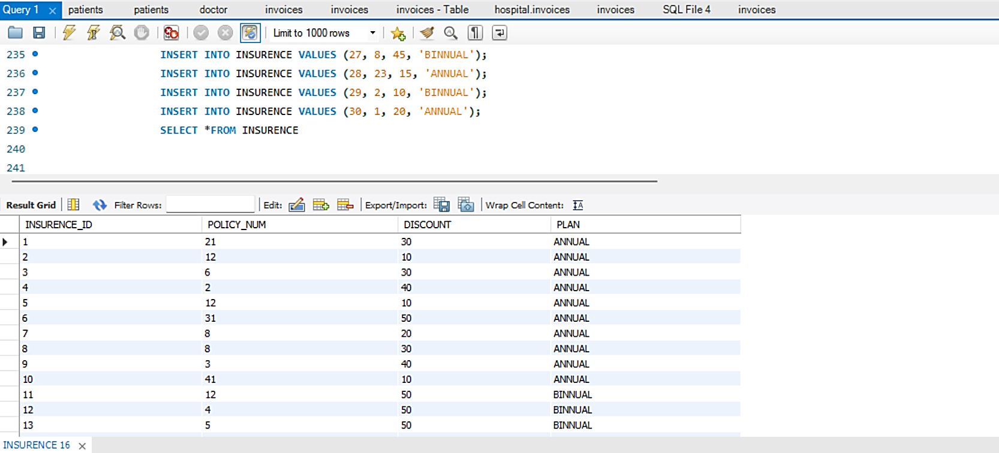 Query 1 patients patients doctor invoices invoices invoices - Table hospital.invoices invoices SQL File 4 invoices
Limit to 1000 rows
235 INSERT INTO INSURENCE VALUES (27, 8, 45, 'BINNUAL');
236 INSERT INTO INSURENCE VALUES (28, 23, 15, 'ANNUAL');
237 INSERT INTO INSURENCE VALUES (29, 2, 10, 'BINNUAL');
238 INSERT INTO INSURENCE VALUES (30, 1, 20, 'ANNUAL');
239 SELECT *FROM INSURENCE
240
241
Result Grid Filter Rows: Edit: Export/Import: Wrap Cell Content: IA
INSURENCE_ID POLICY_NUM DISCOUNT PLAN
1 21 30 ANNUAL
2 12 10 ANNUAL
3 6 30 ANNUAL
4 2 40 ANNUAL
5 12 10 ANNUAL
6 31 50 ANNUAL
7 8 20 ANNUAL
8 8 30 ANNUAL
9 3 40 ANNUAL
10 41 10 ANNUAL
11 12 50 BINNUAL
12 4 50 BINNUAL
13 5 50 BINNUAL
INSURENCE 16